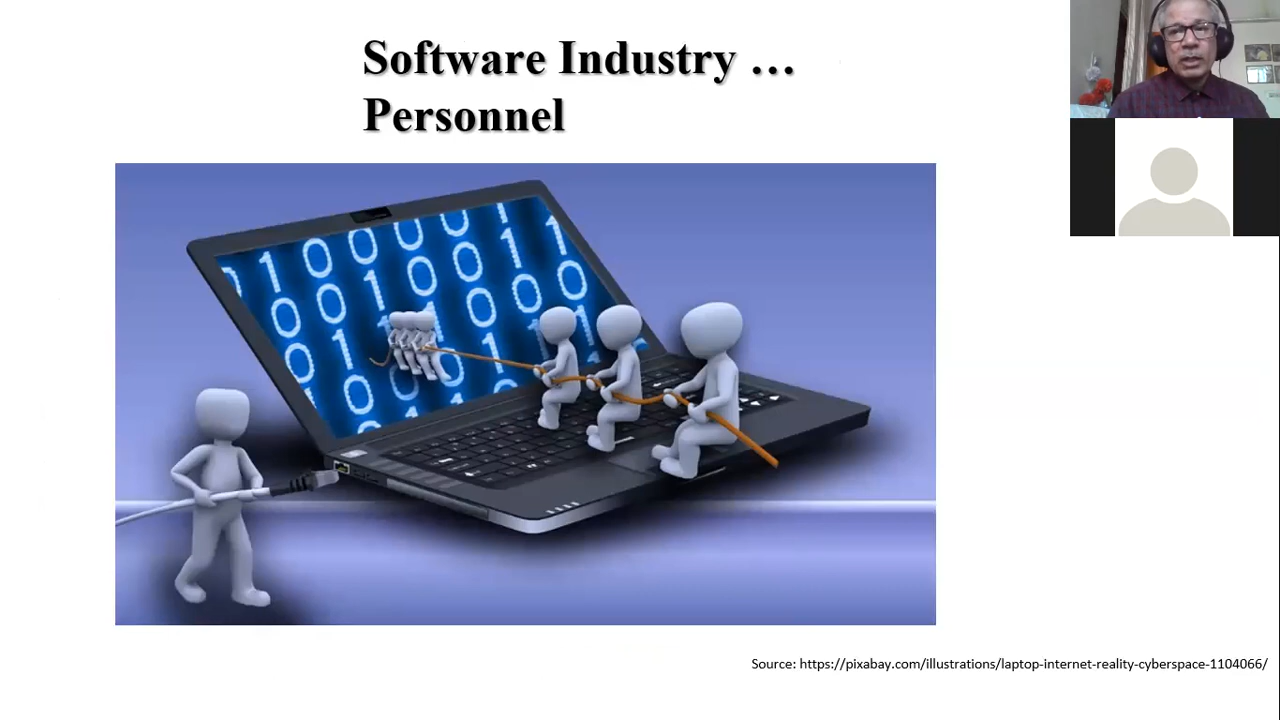 Software Industry …
Personnel
Source: https://pixabay.com/illustrations/laptop-internet-reality-cyberspace-1104066/